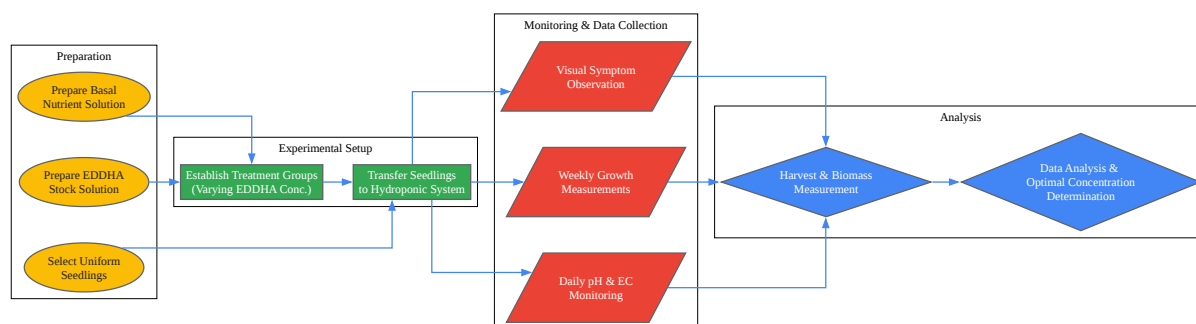 Preparation
Prepare Basal
Nutrient Solution
Prepare EDDHA
Stock Solution
Select Uniform
Seedlings
Experimental Setup
Establish Treatment Groups
(Varying EDDHA Conc.)
Transfer Seedlings
to Hydroponic System
Monitoring & Data Collection
Visual Symptom
Observation
Weekly Growth
Measurements
Daily pH & EC
Monitoring
Analysis
Harvest & Biomass
Measurement
Data Analysis &
Optimal Concentration
Determination